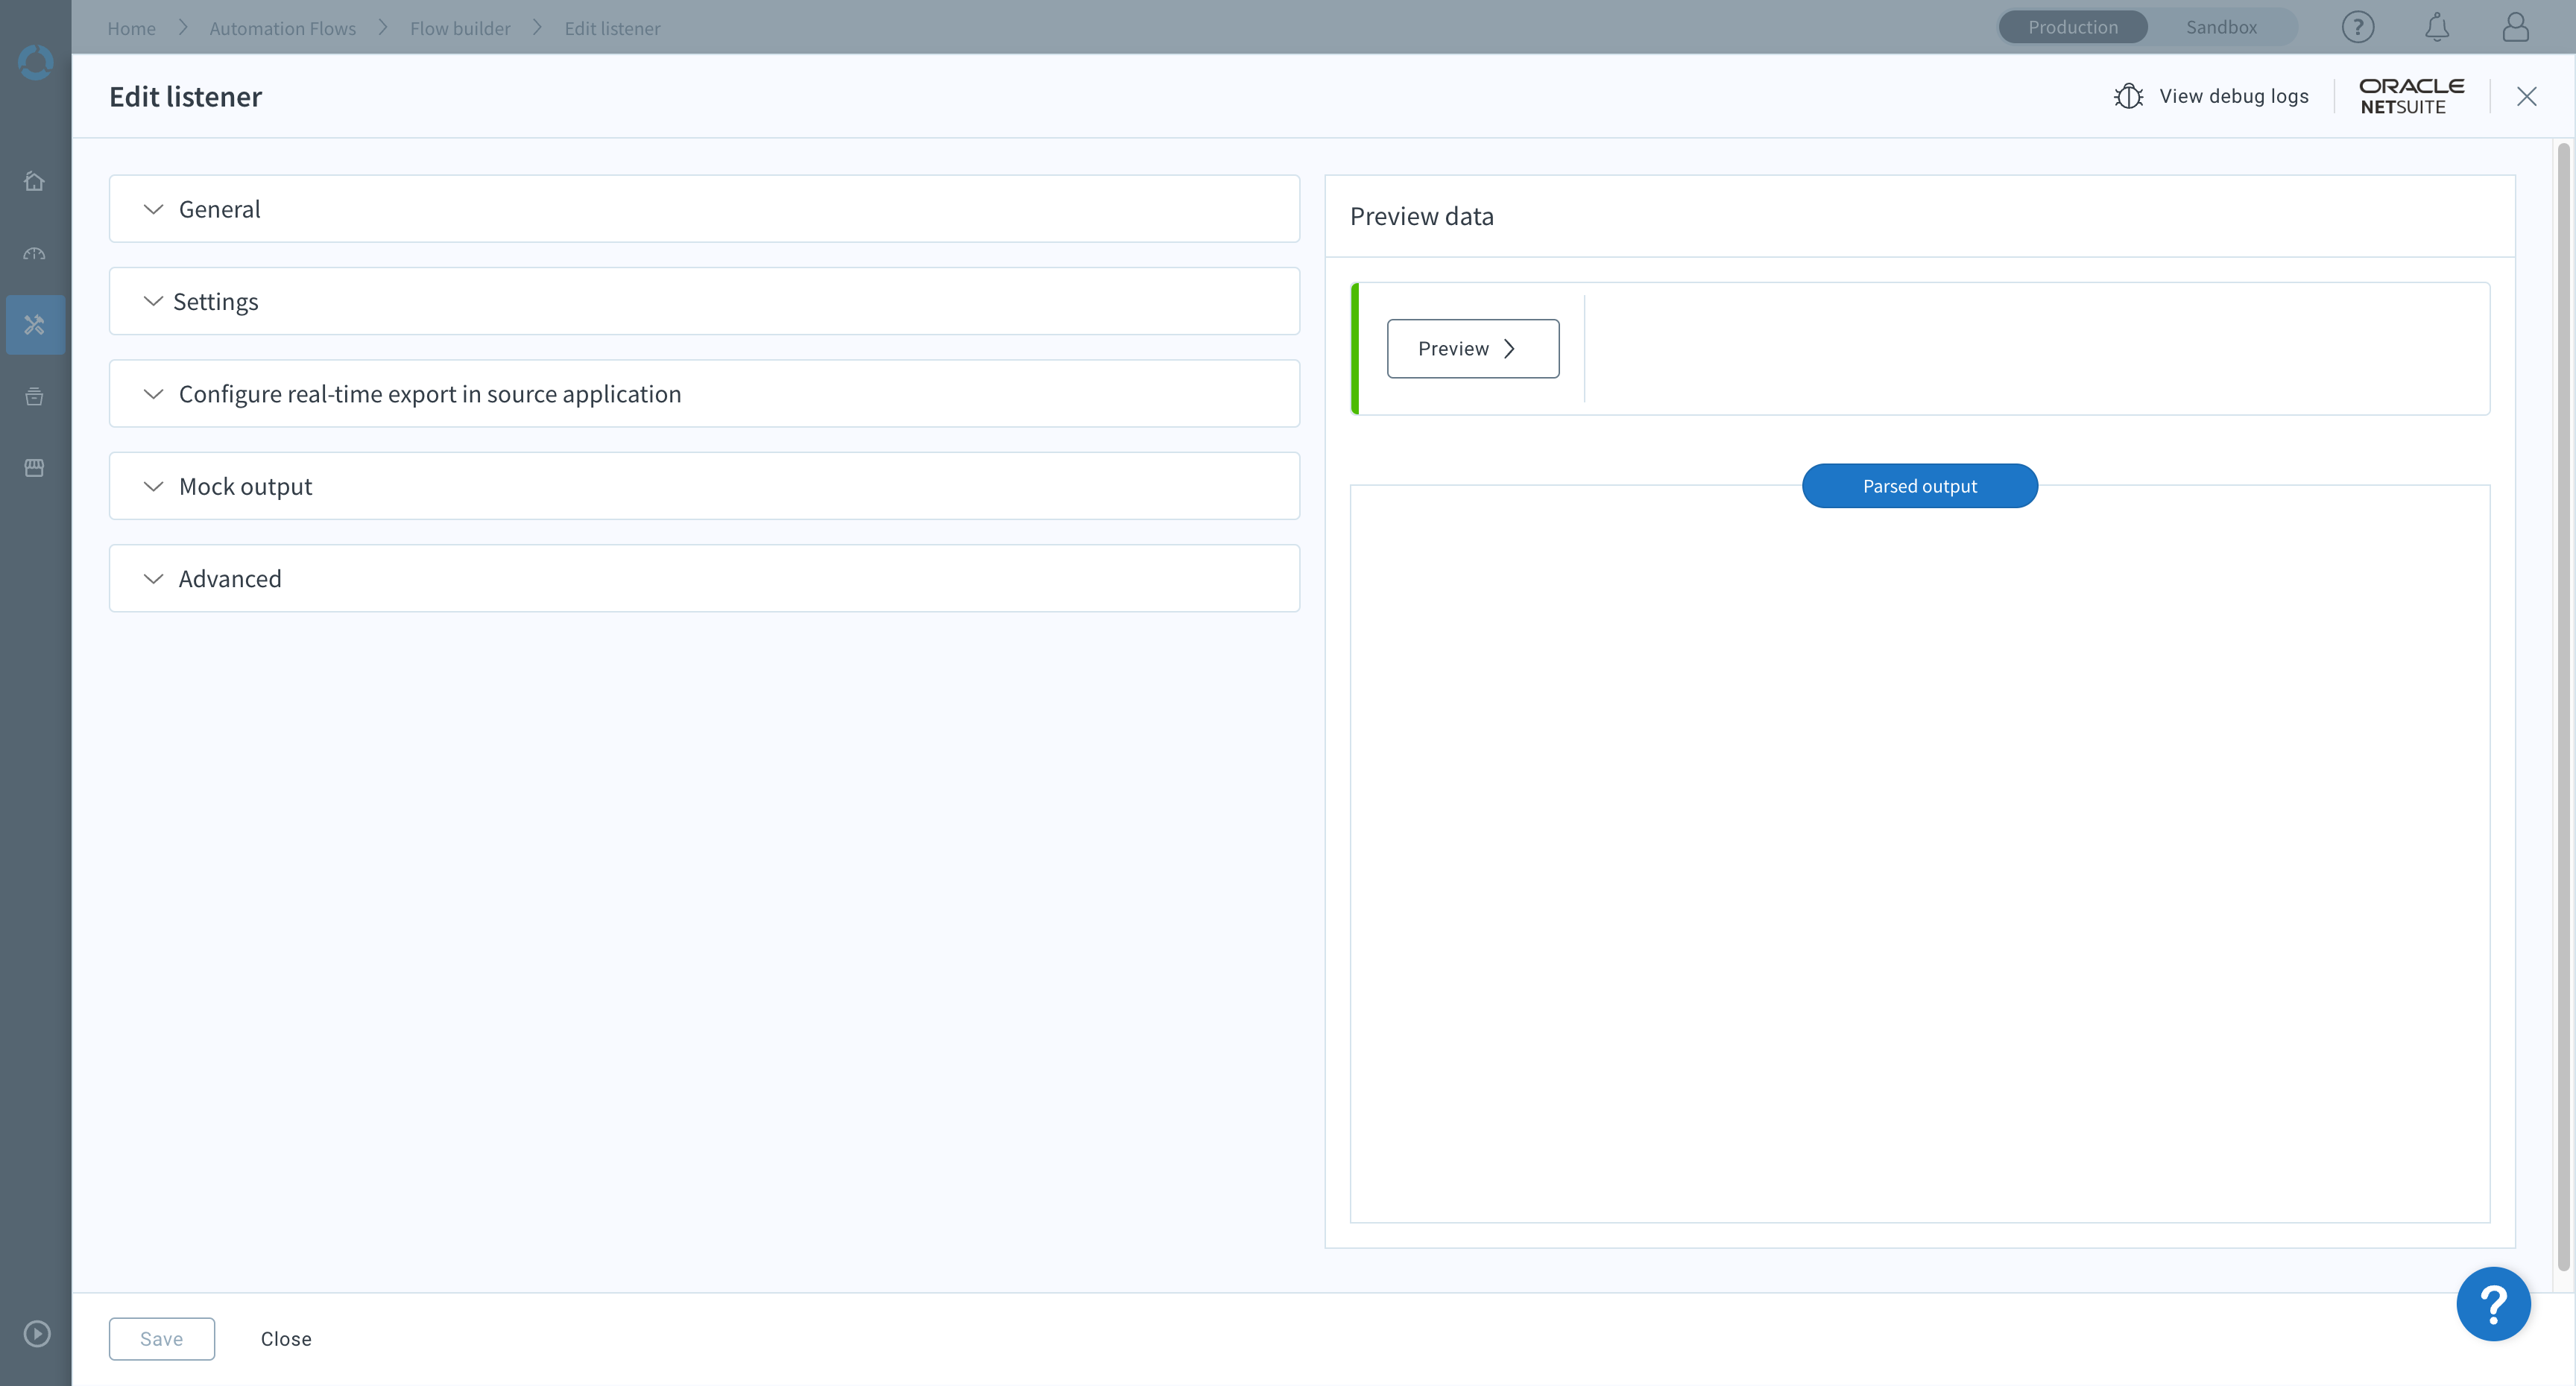 Home
Automation Flows
Flow builder
Edit listener
Production
Sandbox
?
Edit listener
View debug logs
ORACLE
NETSUITE
General
Settings
Configure real-time export in source application
Mock output
Advanced
Preview data
Preview
Parsed output
Save
Close
?